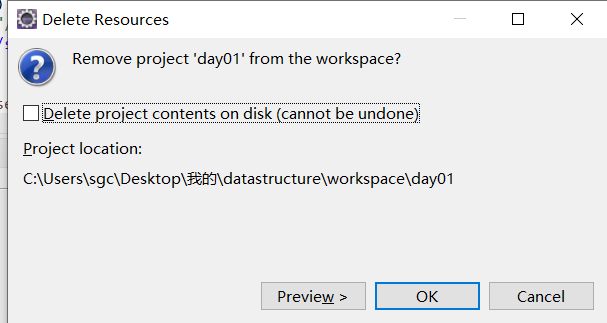 Delete Resources
Remove project 'day01' from the workspace?
Delete project contents on disk (cannot be undone)
Project location:
C:\Users\sgc\Desktop\我的\datastructure\workspace\day01
Preview >
OK
Cancel